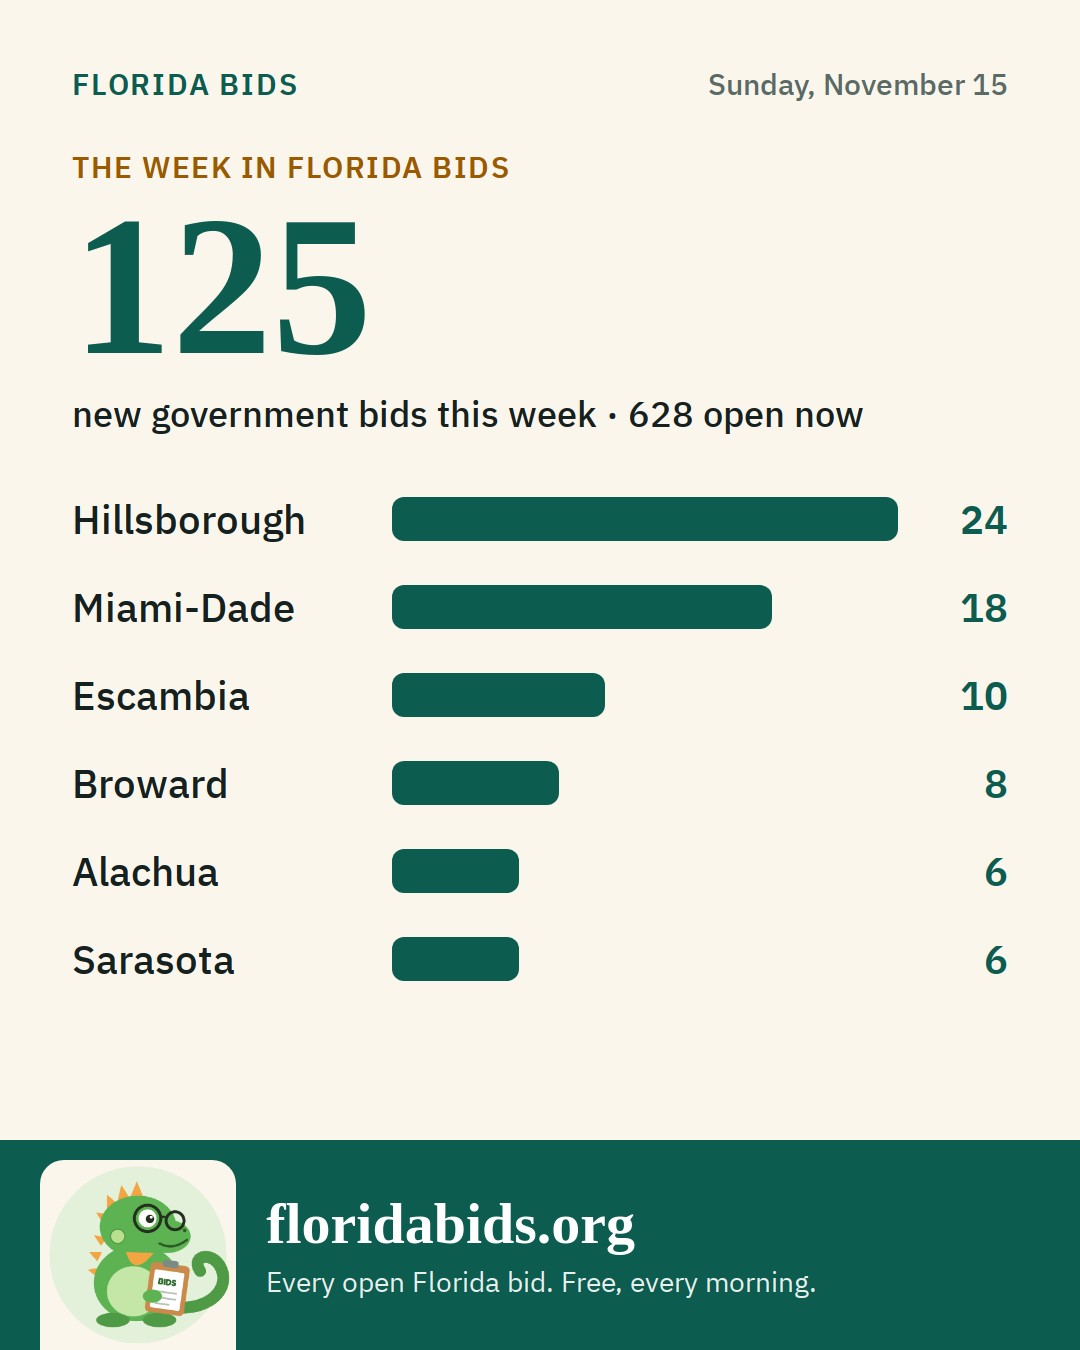 FLORIDA BIDS
Sunday, November 15
THE WEEK IN FLORIDA BIDS
125
new government bids this week · 628 open now
Hillsborough 24
Miami-Dade 18
Escambia 10
Broward 8
Alachua 6
Sarasota 6
BIDS
floridabids.org
Every open Florida bid. Free, every morning.